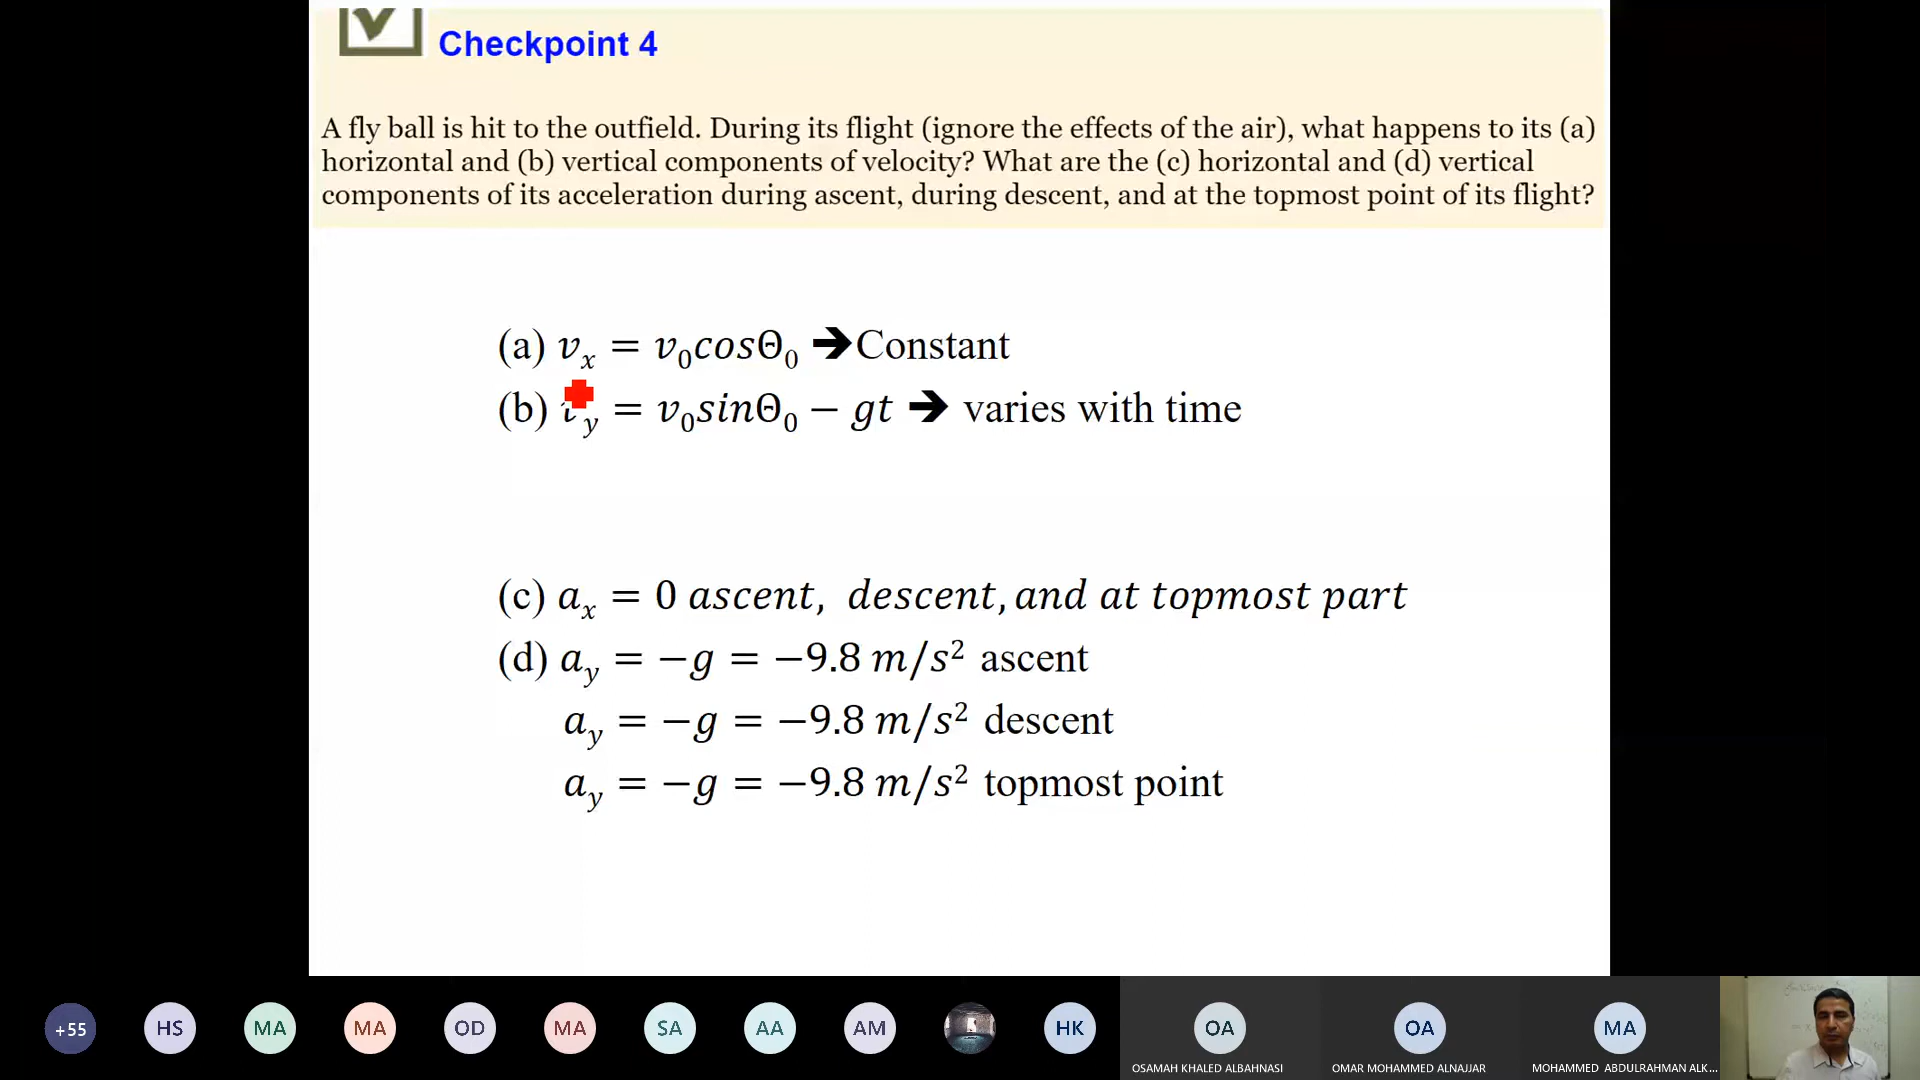 Checkpoint 4
A fly ball is hit to the outfield. During its flight (ignore the effects of the air), what happens to its (a)
horizontal and (b) vertical components of velocity? What are the (c) horizontal and (d) vertical
components of its acceleration during ascent, during descent, and at the topmost point of its flight?
(a) vₓ = v₀cosΘ₀ 🡺Constant
(b) v_y = v₀sinΘ₀ − gt 🡺 varies with time
(c) aₓ = 0 ascent, descent, and at topmost part
(d) a_y = −g = −9.8 m/s² ascent
a_y = −g = −9.8 m/s² descent
a_y = −g = −9.8 m/s² topmost point
+55 HS MA MA OD MA SA AA AM HK OA OA MA
OSAMAH KHALED ALBAHNASI OMAR MOHAMMED ALNAJJAR MOHAMMED ABDULRAHMAN ALK...